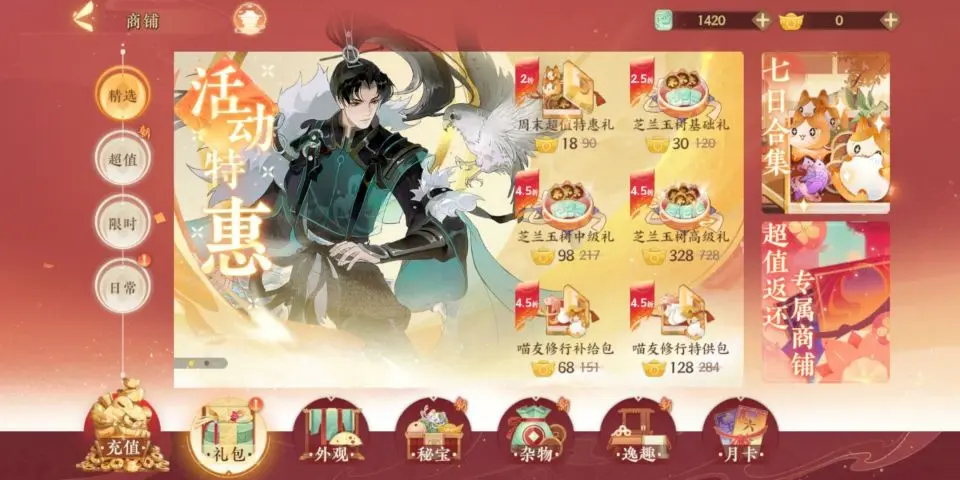 商铺
1420
0
精选
新
超值
限时
日常
活动特惠
2折
周末超值特惠礼
18 90
2.5折
芝兰玉树基础礼
30 120
4.5折
芝兰玉树中级礼
98 217
4.5折
芝兰玉树高级礼
328 728
4.5折
喵友修行补给包
68 151
4.5折
喵友修行特供包
128 284
七日合集
超值返还
专属商铺
·充值·
·礼包·
·外观·
新
·秘宝·
新
·杂物·
新
·逸趣·
·月卡·